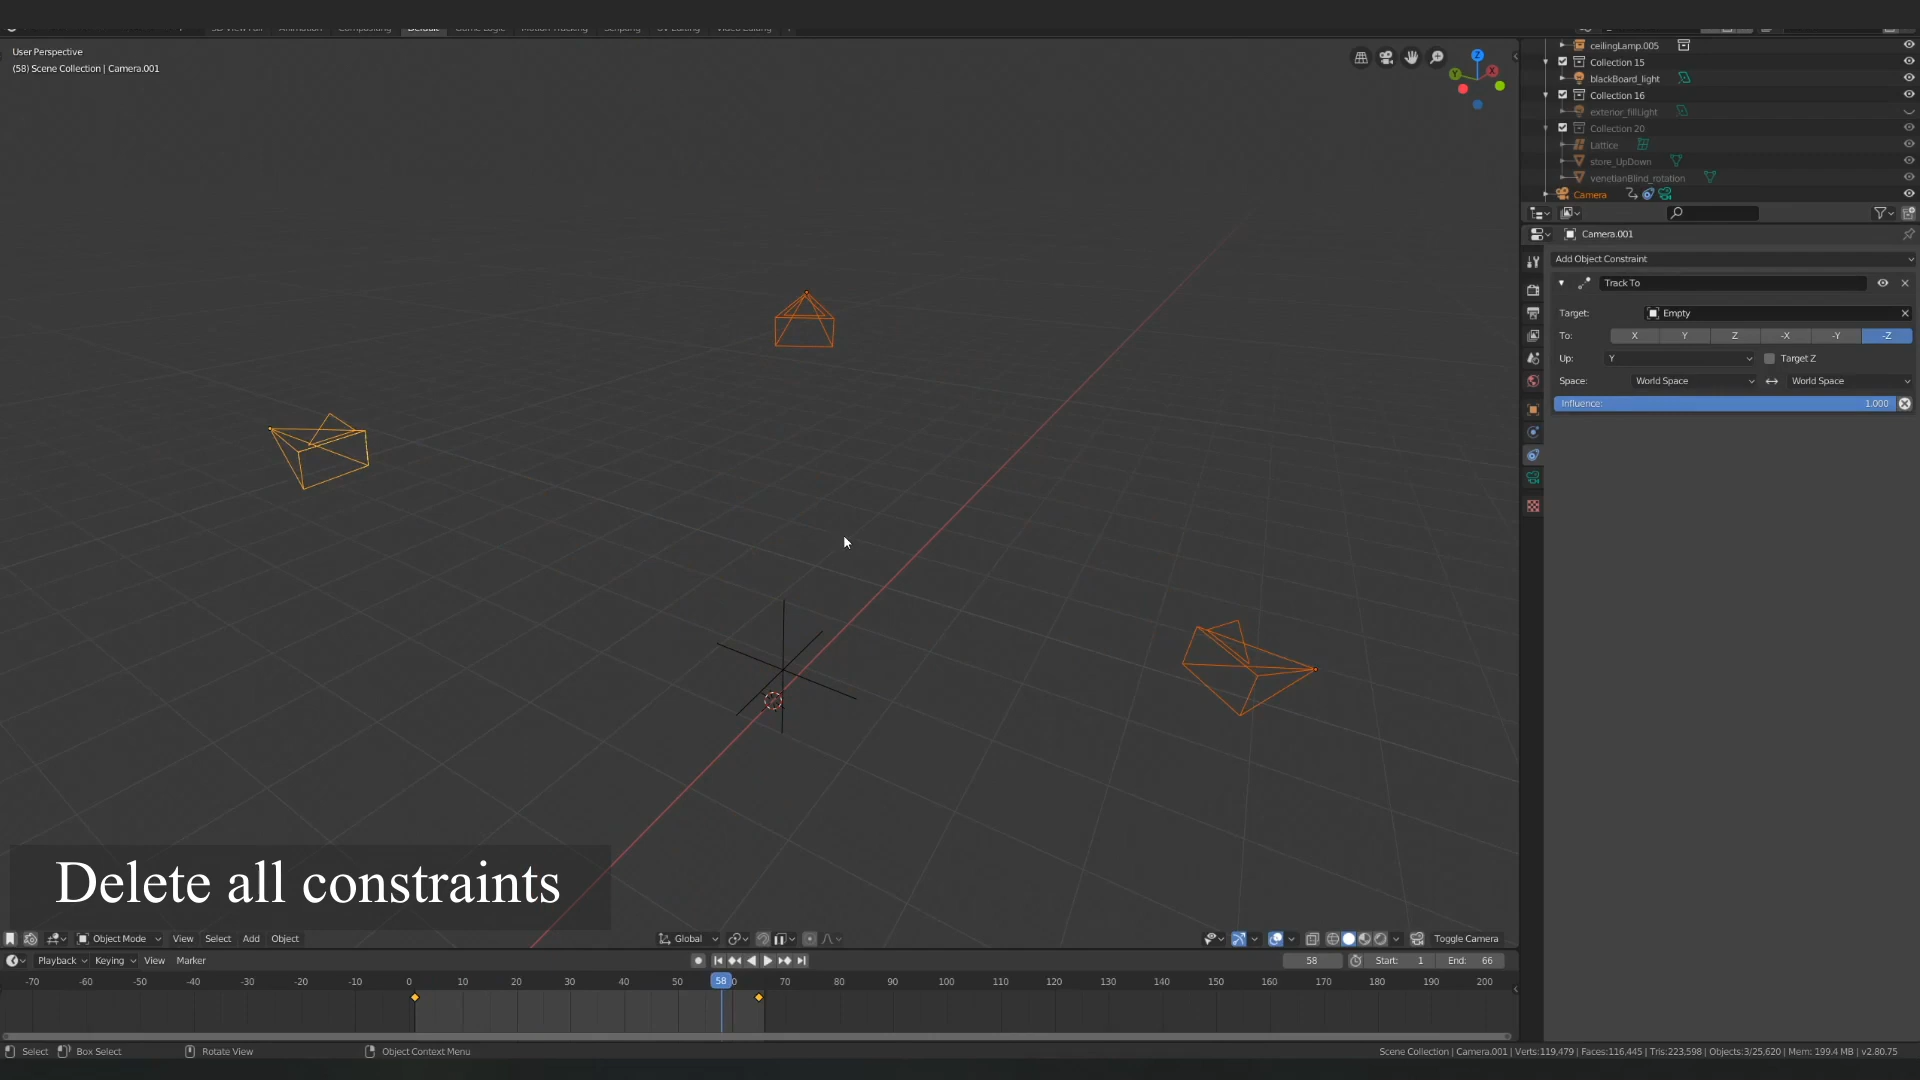 3D View Full Animation Compositing Default Game Logic Motion Tracking Scripting UV Editing Video Editing +
User Perspective
(58) Scene Collection | Camera.001
Z
Y
X
ceilingLamp.005
Collection 15
blackBoard_light
Collection 16
exterior_fillLight
Collection 20
Lattice
store_UpDown
venetianBlind_rotation
Camera
Camera.001
Add Object Constraint
Track To
Target: Empty
To: X Y Z -X -Y -Z
Up: Y Target Z
Space: World Space World Space
Influence: 1.000
Delete all constraints
Object Mode View Select Add Object
Global
Toggle Camera
Playback Keying View Marker
58 Start: 1 End: 66
-70 -60 -50 -40 -30 -20 -10 0 10 20 30 40 50 58 0 70 80 90 100 110 120 130 140 150 160 170 180 190 200
Select Box Select Rotate View Object Context Menu
Scene Collection | Camera.001 | Verts:119,479 | Faces:116,445 | Tris:223,598 | Objects:3/25,620 | Mem: 199.4 MB | v2.80.75